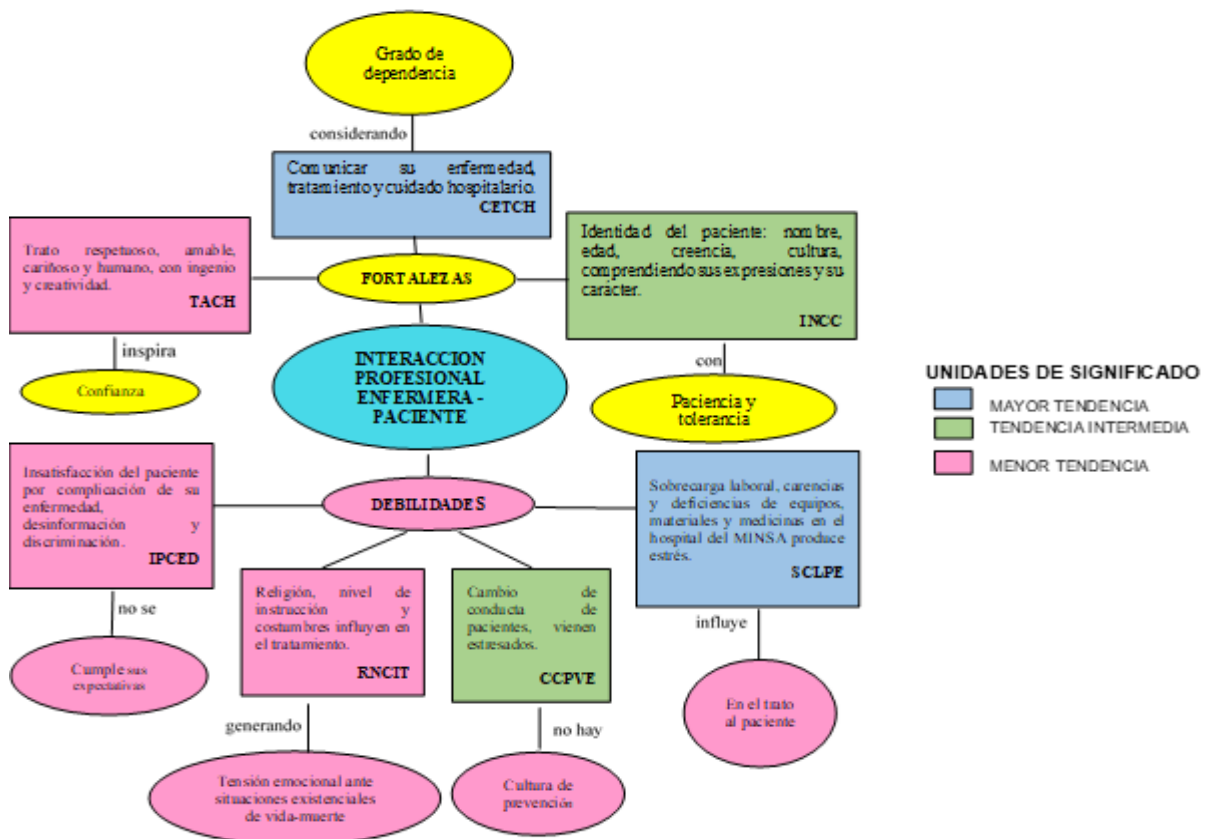 Grado de
dependencia
considerando
Comunicar su enfermedad,
tratamiento y cuidado hospitalario.
CETCH
Trato respetuoso, amable,
cariñoso y humano, con ingenio
y creatividad.
TACH
FORTALEZAS
Identidad del paciente: nombre,
edad, creencia, cultura,
comprendiendo sus expresiones y su
carácter.
INCC
inspira
Confianza
INTERACCION
PROFESIONAL
ENFERMERA -
PACIENTE
con
Paciencia y
tolerancia
UNIDADES DE SIGNIFICADO
MAYOR TENDENCIA
TENDENCIA INTERMEDIA
MENOR TENDENCIA
Insatisfacción del paciente
por complicación de su
enfermedad,
desinformación y
discriminación.
IPCED
DEBILIDADES
Sobrecarga laboral, carencias
y deficiencias de equipos,
materiales y medicinas en el
hospital del MINSA produce
estrés.
SCLPE
no se
Cumple sus
expectativas
Religión, nivel de
instrucción y
costumbres influyen en
el tratamiento.
RNCIT
Cambio de
conducta de
pacientes, vienen
estresados.
CCPVE
influye
En el trato
al paciente
generando
Tensión emocional ante
situaciones existenciales
de vida-muerte
no hay
Cultura de
prevención